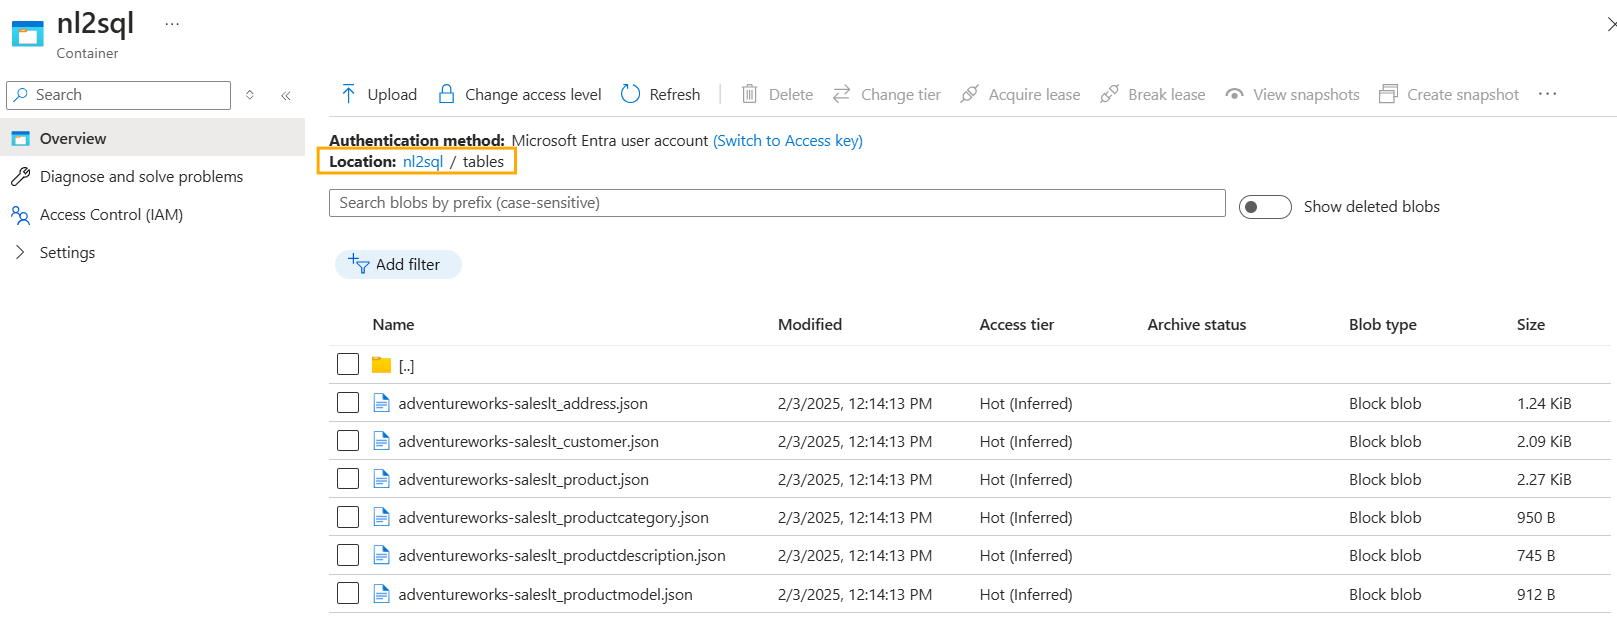 nl2sql ...
Container
Search
Upload Change access level Refresh Delete Change tier Acquire lease Break lease View snapshots Create snapshot ...
Overview
Diagnose and solve problems
Access Control (IAM)
Settings
Authentication method: Microsoft Entra user account (Switch to Access key)
Location: nl2sql / tables
Search blobs by prefix (case-sensitive)
Show deleted blobs
Add filter
Name Modified Access tier Archive status Blob type Size
[..]
adventureworks-saleslt_address.json 2/3/2025, 12:14:13 PM Hot (Inferred) Block blob 1.24 KiB
adventureworks-saleslt_customer.json 2/3/2025, 12:14:13 PM Hot (Inferred) Block blob 2.09 KiB
adventureworks-saleslt_product.json 2/3/2025, 12:14:13 PM Hot (Inferred) Block blob 2.27 KiB
adventureworks-saleslt_productcategory.json 2/3/2025, 12:14:13 PM Hot (Inferred) Block blob 950 B
adventureworks-saleslt_productdescription.json 2/3/2025, 12:14:13 PM Hot (Inferred) Block blob 745 B
adventureworks-saleslt_productmodel.json 2/3/2025, 12:14:13 PM Hot (Inferred) Block blob 912 B